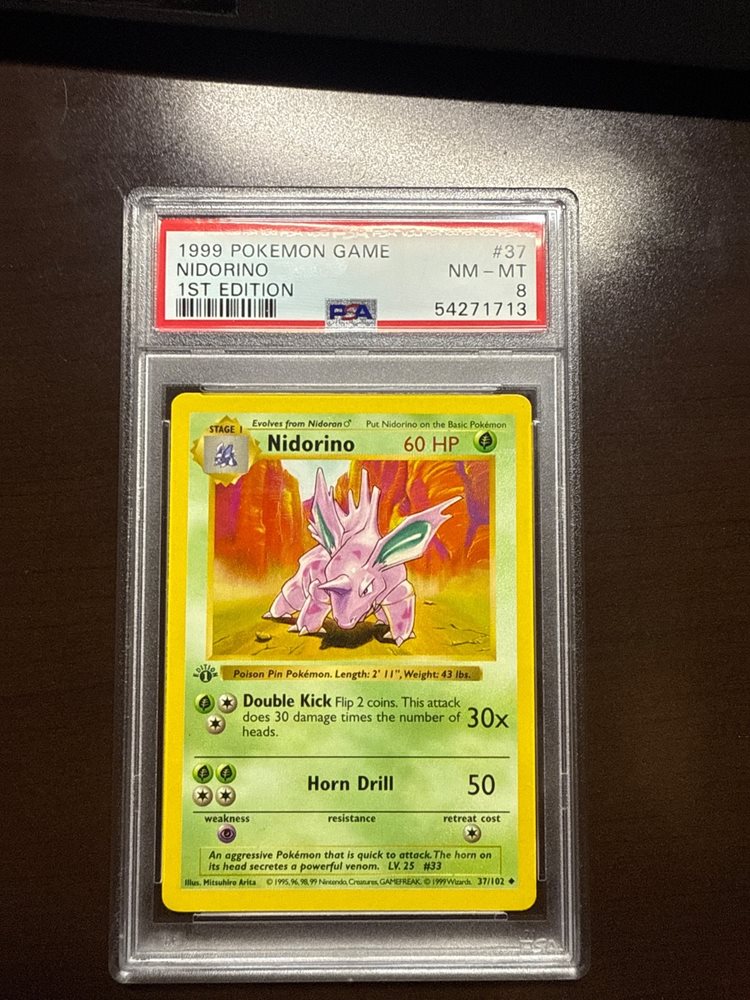 1999 POKEMON GAME #37
NIDORINO NM - MT
1ST EDITION 8
PSA 54271713
STAGE 1 Evolves from Nidoran♂ Put Nidorino on the Basic Pokémon
Nidorino 60 HP
EDITION 1
Poison Pin Pokémon. Length: 2' 11", Weight: 43 lbs.
Double Kick Flip 2 coins. This attack
does 30 damage times the number of 30x
heads.
Horn Drill 50
weakness resistance retreat cost
An aggressive Pokémon that is quick to attack. The horn on
its head secretes a powerful venom. LV. 25 #33
Illus. Mitsuhiro Arita © 1995, 96, 98, 99 Nintendo, Creatures, GAMEFREAK. © 1999 Wizards. 37/102